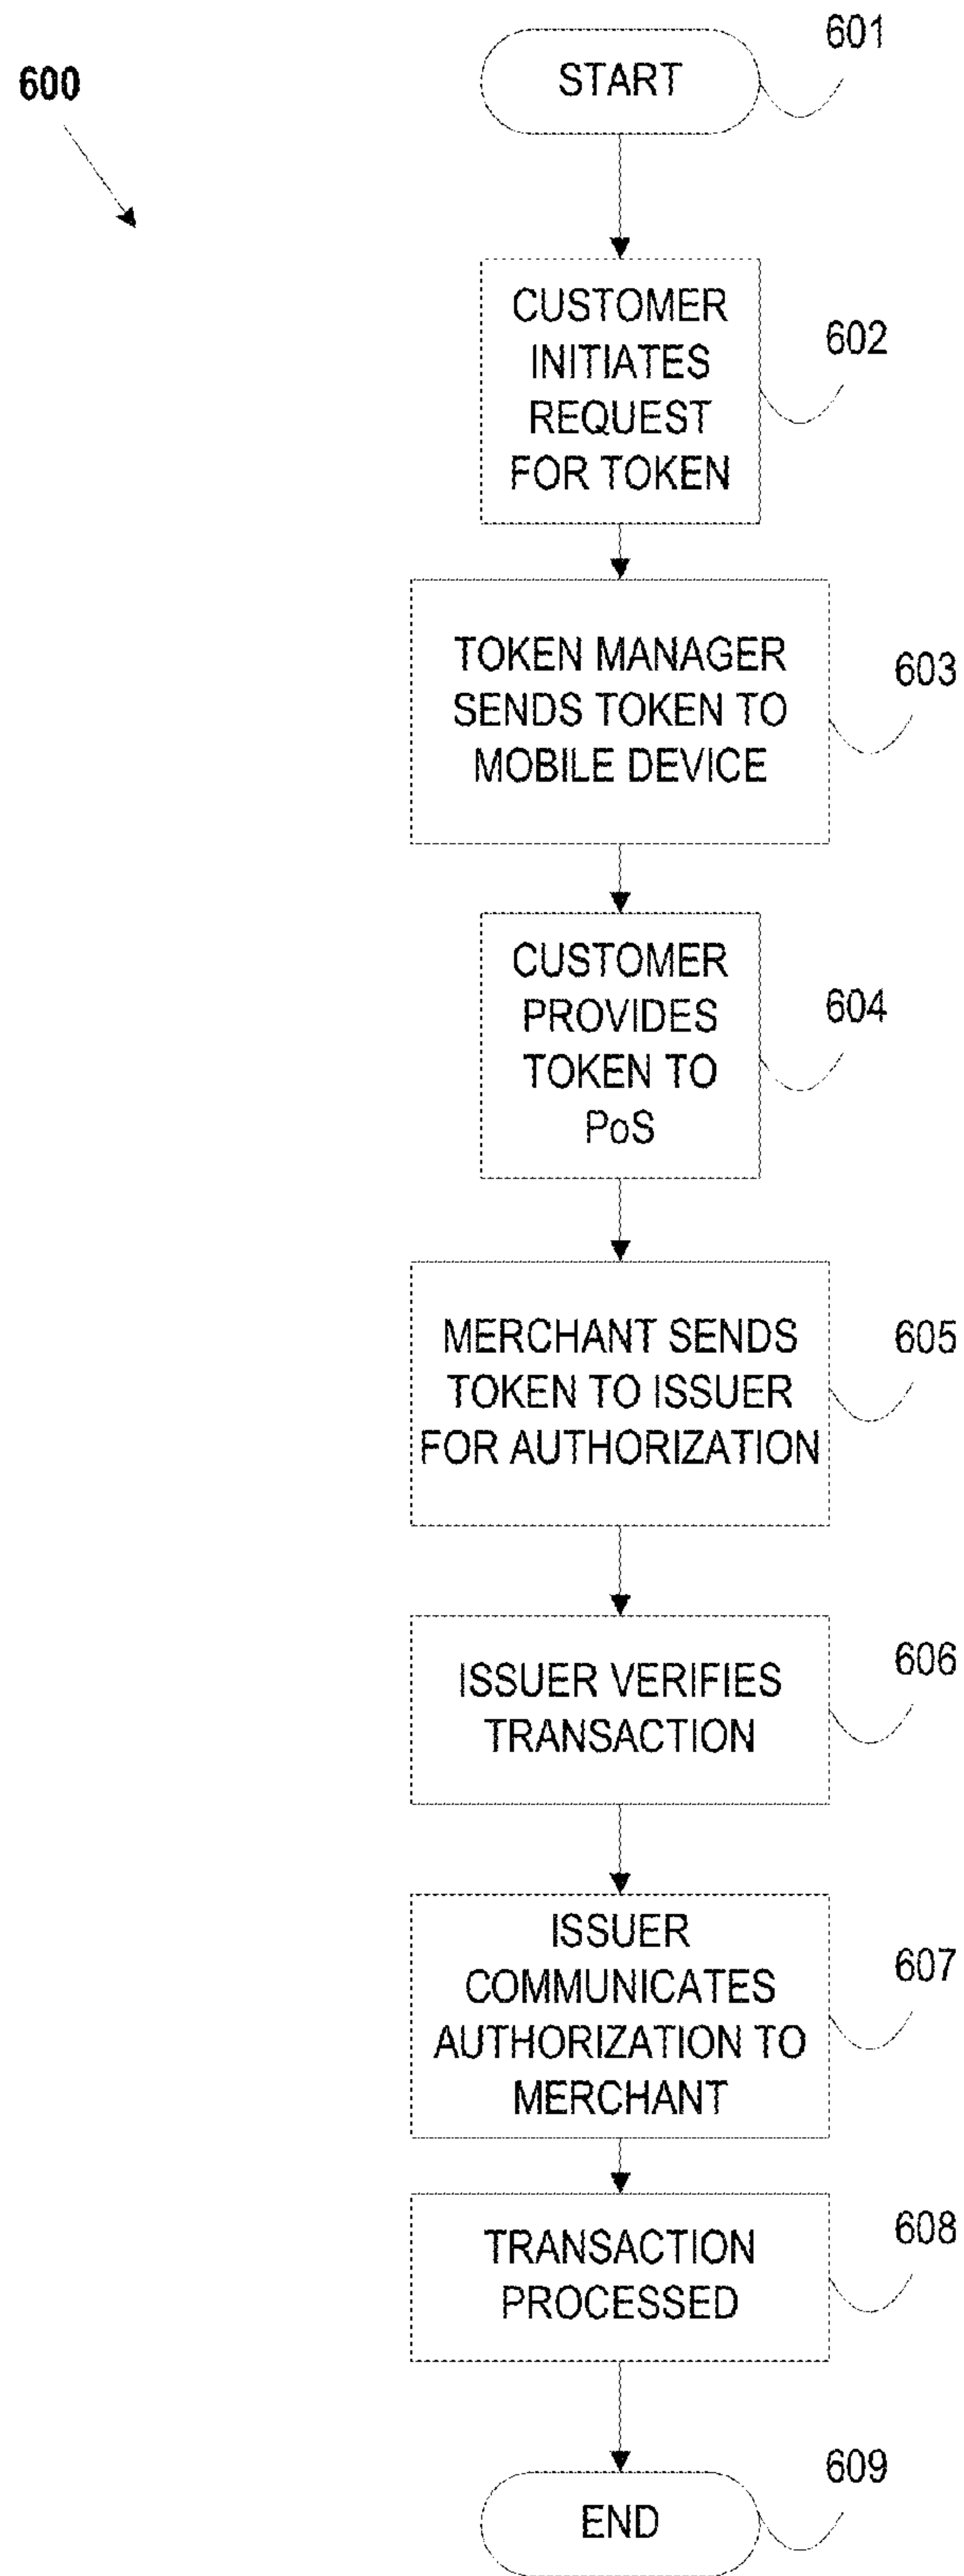 601
START
600
CUSTOMER
INITIATES
REQUEST
FOR TOKEN
602
TOKEN MANAGER
SENDS TOKEN TO
MOBILE DEVICE
603
CUSTOMER
PROVIDES
TOKEN TO
PoS
604
MERCHANT SENDS
TOKEN TO ISSUER
FOR AUTHORIZATION
605
ISSUER VERIFIES
TRANSACTION
606
ISSUER
COMMUNICATES
AUTHORIZATION TO
MERCHANT
607
TRANSACTION
PROCESSED
608
END
609